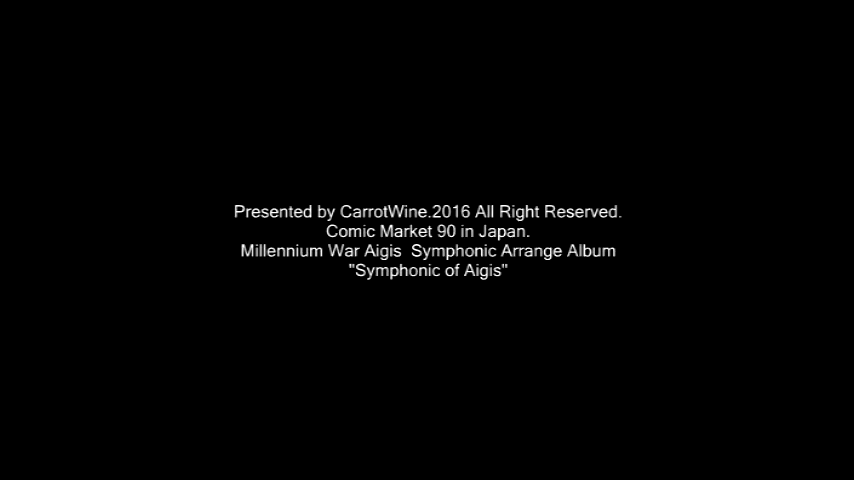 Presented by CarrotWine.2016 All Right Reserved.
Comic Market 90 in Japan.
Millennium War Aigis  Symphonic Arrange Album
"Symphonic of Aigis"